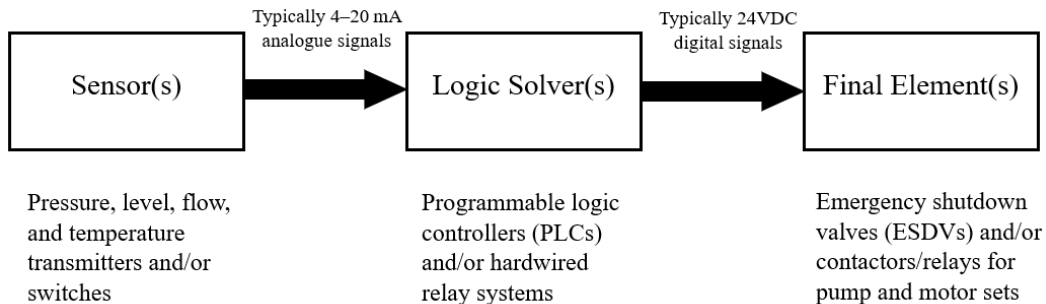 Typically 4–20 mA
analogue signals
Typically 24VDC
digital signals
Sensor(s)
Logic Solver(s)
Final Element(s)
Pressure, level, flow,
and temperature
transmitters and/or
switches
Programmable logic
controllers (PLCs)
and/or hardwired
relay systems
Emergency shutdown
valves (ESDVs) and/or
contactors/relays for
pump and motor sets